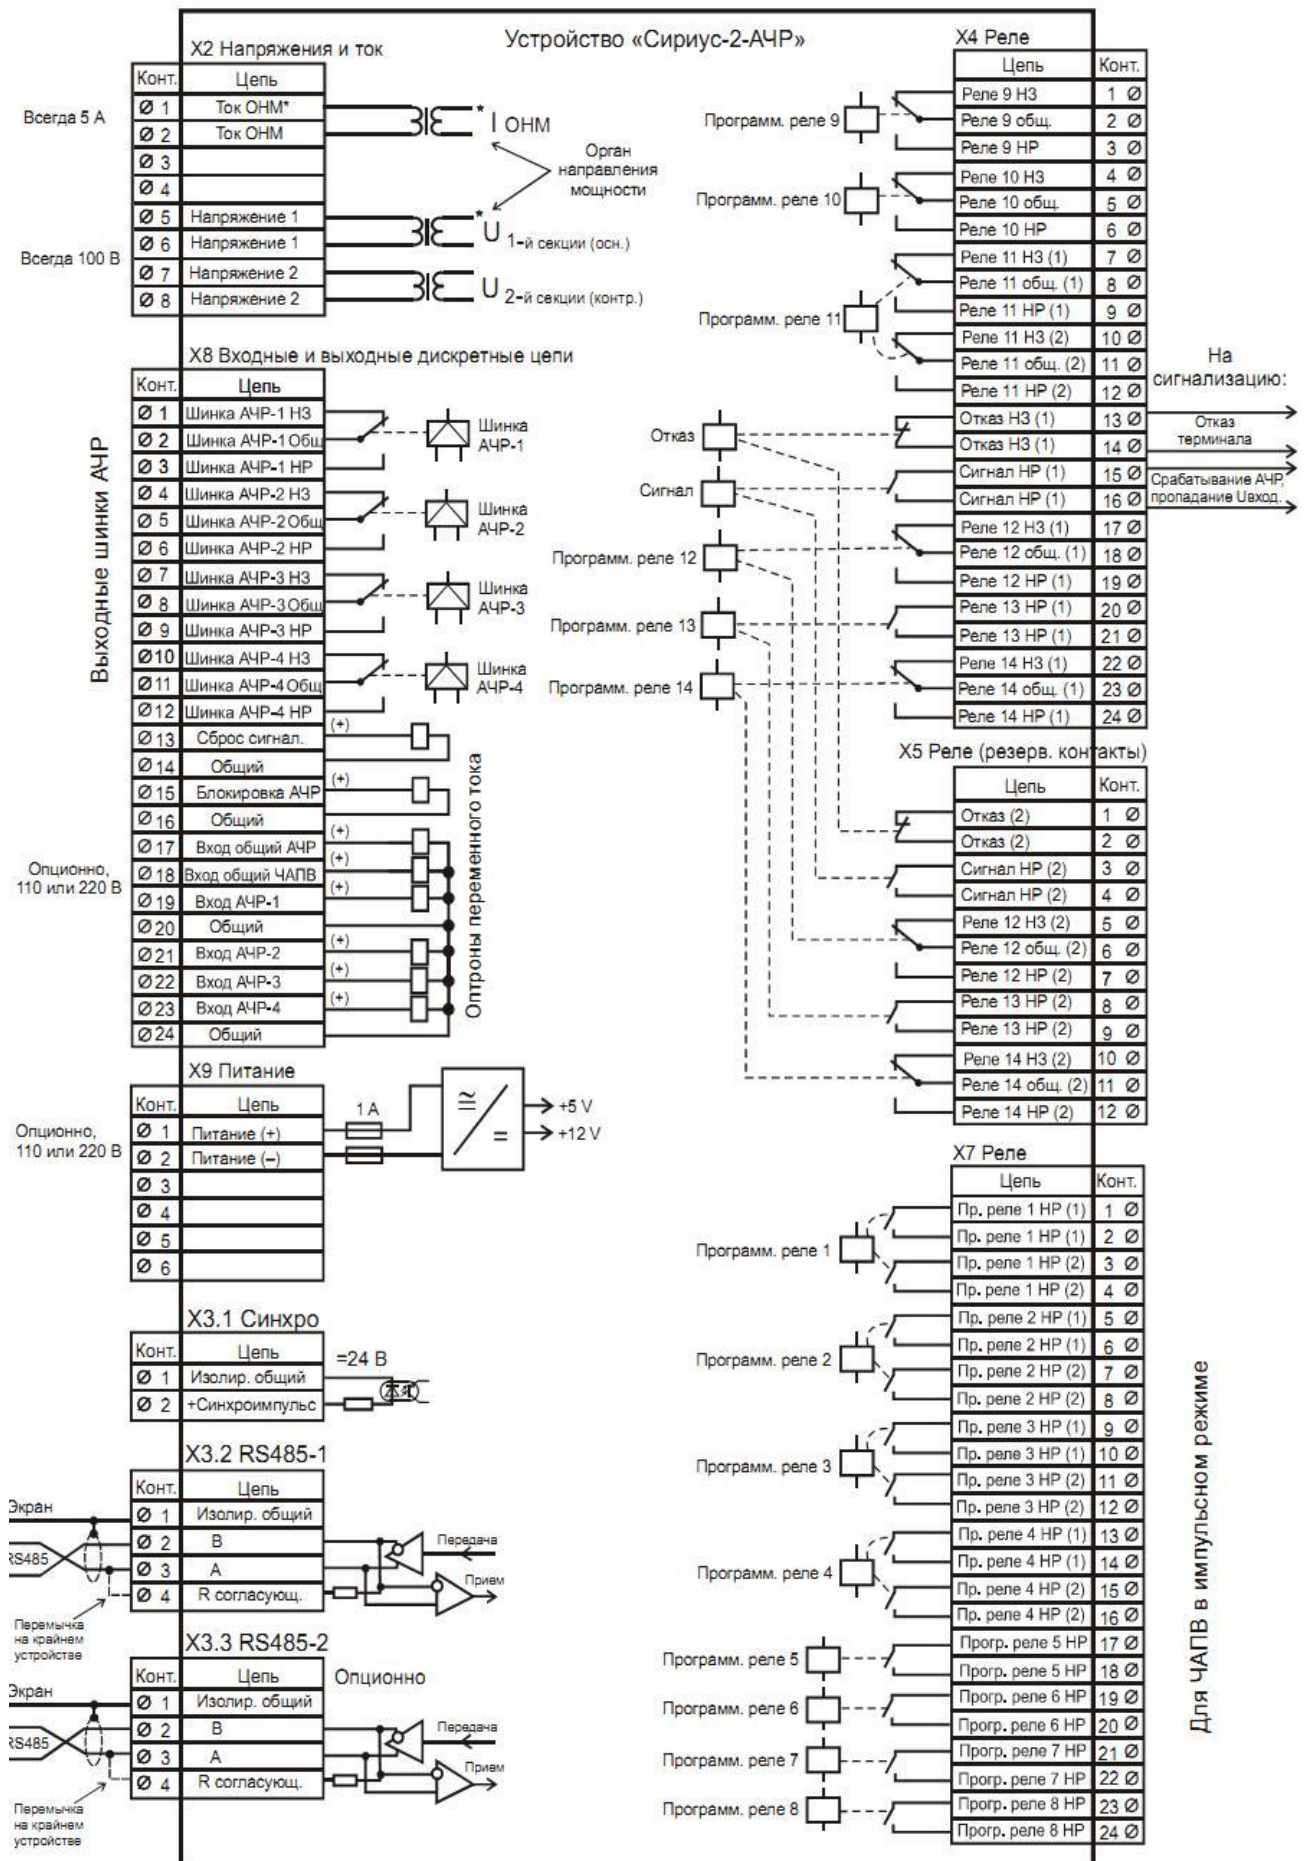 Устройство «Сириус-2-АЧР»
X2 Напряжения и ток
Конт. Цепь
Всегда 5 А
Ø 1 Ток ОНМ*
Ø 2 Ток ОНМ
Ø 3
Ø 4
Ø 5 Напряжение 1
Ø 6 Напряжение 1
Всегда 100 В
Ø 7 Напряжение 2
Ø 8 Напряжение 2
* I ОНМ
Орган
направления
мощности
* U 1-й секции (осн.)
U 2-й секции (контр.)
X8 Входные и выходные дискретные цепи
Конт. Цепь
Выходные шинки АЧР
Ø 1 Шинка АЧР-1 НЗ
Ø 2 Шинка АЧР-1 Общ
Ø 3 Шинка АЧР-1 НР
Ø 4 Шинка АЧР-2 НЗ
Ø 5 Шинка АЧР-2 Общ
Ø 6 Шинка АЧР-2 НР
Ø 7 Шинка АЧР-3 НЗ
Ø 8 Шинка АЧР-3 Общ
Ø 9 Шинка АЧР-3 НР
Ø 10 Шинка АЧР-4 НЗ
Ø 11 Шинка АЧР-4 Общ
Ø 12 Шинка АЧР-4 НР
Ø 13 Сброс сигнал. (+)
Ø 14 Общий
Ø 15 Блокировка АЧР (+)
Ø 16 Общий
Ø 17 Вход общий АЧР (+)
Ø 18 Вход общий ЧАПВ (+)
Ø 19 Вход АЧР-1 (+)
Ø 20 Общий
Ø 21 Вход АЧР-2 (+)
Ø 22 Вход АЧР-3 (+)
Ø 23 Вход АЧР-4 (+)
Ø 24 Общий
Опционно,
110 или 220 В
Шинка
АЧР-1
Шинка
АЧР-2
Шинка
АЧР-3
Шинка
АЧР-4
Оптроны переменного тока
X9 Питание
Конт. Цепь
Опционно,
110 или 220 В
Ø 1 Питание (+)
Ø 2 Питание (–)
Ø 3
Ø 4
Ø 5
Ø 6
1 А
≅
=
+5 V
+12 V
X3.1 Синхро
Конт. Цепь
Ø 1 Изолир. общий
Ø 2 +Синхроимпульс
=24 В
X3.2 RS485-1
Конт. Цепь
Ø 1 Изолир. общий
Ø 2 B
Ø 3 A
Ø 4 R согласующ.
Экран
RS485
Перемычка
на крайнем
устройстве
Передача
Прием
X3.3 RS485-2
Опционно
Конт. Цепь
Ø 1 Изолир. общий
Ø 2 B
Ø 3 A
Ø 4 R согласующ.
Экран
RS485
Перемычка
на крайнем
устройстве
Передача
Прием
X4 Реле
Цепь Конт.
Реле 9 НЗ 1 Ø
Реле 9 общ. 2 Ø
Реле 9 НР 3 Ø
Реле 10 НЗ 4 Ø
Реле 10 общ. 5 Ø
Реле 10 НР 6 Ø
Реле 11 НЗ (1) 7 Ø
Реле 11 общ. (1) 8 Ø
Реле 11 НР (1) 9 Ø
Реле 11 НЗ (2) 10 Ø
Реле 11 общ. (2) 11 Ø
Реле 11 НР (2) 12 Ø
Отказ НЗ (1) 13 Ø
Отказ НЗ (1) 14 Ø
Сигнал НР (1) 15 Ø
Сигнал НР (1) 16 Ø
Реле 12 НЗ (1) 17 Ø
Реле 12 общ. (1) 18 Ø
Реле 12 НР (1) 19 Ø
Реле 13 НР (1) 20 Ø
Реле 13 НР (1) 21 Ø
Реле 14 НЗ (1) 22 Ø
Реле 14 общ. (1) 23 Ø
Реле 14 НР (1) 24 Ø
Программ. реле 9
Программ. реле 10
Программ. реле 11
Отказ
Сигнал
Программ. реле 12
Программ. реле 13
Программ. реле 14
На
сигнализацию:
Отказ
терминала
Срабатывание АЧР,
пропадание Uвход.
X5 Реле (резерв. контакты)
Цепь Конт.
Отказ (2) 1 Ø
Отказ (2) 2 Ø
Сигнал НР (2) 3 Ø
Сигнал НР (2) 4 Ø
Реле 12 НЗ (2) 5 Ø
Реле 12 общ. (2) 6 Ø
Реле 12 НР (2) 7 Ø
Реле 13 НР (2) 8 Ø
Реле 13 НР (2) 9 Ø
Реле 14 НЗ (2) 10 Ø
Реле 14 общ. (2) 11 Ø
Реле 14 НР (2) 12 Ø
X7 Реле
Цепь Конт.
Пр. реле 1 НР (1) 1 Ø
Пр. реле 1 НР (1) 2 Ø
Пр. реле 1 НР (2) 3 Ø
Пр. реле 1 НР (2) 4 Ø
Пр. реле 2 НР (1) 5 Ø
Пр. реле 2 НР (1) 6 Ø
Пр. реле 2 НР (2) 7 Ø
Пр. реле 2 НР (2) 8 Ø
Пр. реле 3 НР (1) 9 Ø
Пр. реле 3 НР (1) 10 Ø
Пр. реле 3 НР (2) 11 Ø
Пр. реле 3 НР (2) 12 Ø
Пр. реле 4 НР (1) 13 Ø
Пр. реле 4 НР (1) 14 Ø
Пр. реле 4 НР (2) 15 Ø
Пр. реле 4 НР (2) 16 Ø
Прогр. реле 5 НР 17 Ø
Прогр. реле 5 НР 18 Ø
Прогр. реле 6 НР 19 Ø
Прогр. реле 6 НР 20 Ø
Прогр. реле 7 НР 21 Ø
Прогр. реле 7 НР 22 Ø
Прогр. реле 8 НР 23 Ø
Прогр. реле 8 НР 24 Ø
Программ. реле 1
Программ. реле 2
Программ. реле 3
Программ. реле 4
Программ. реле 5
Программ. реле 6
Программ. реле 7
Программ. реле 8
Для ЧАПВ в импульсном режиме